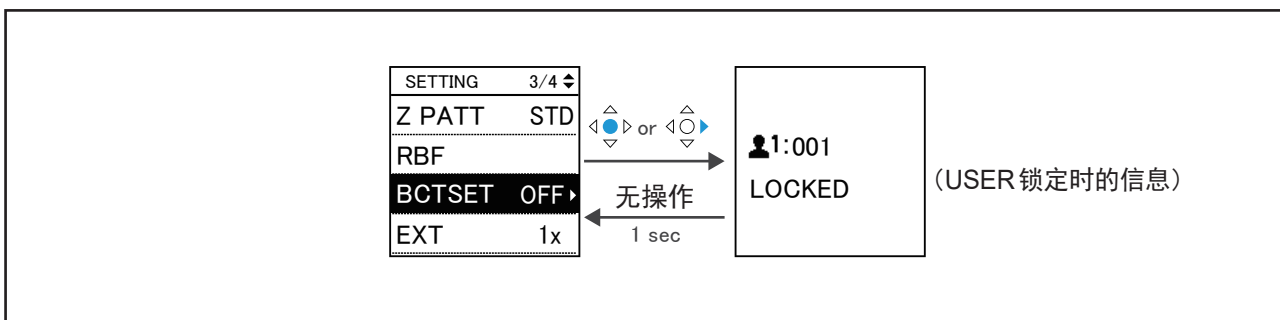 SETTING 3/4
Z PATT STD
RBF
BCTSET OFF
EXT 1x
or
无操作
1 sec
1:001
LOCKED
（USER锁定时的信息）